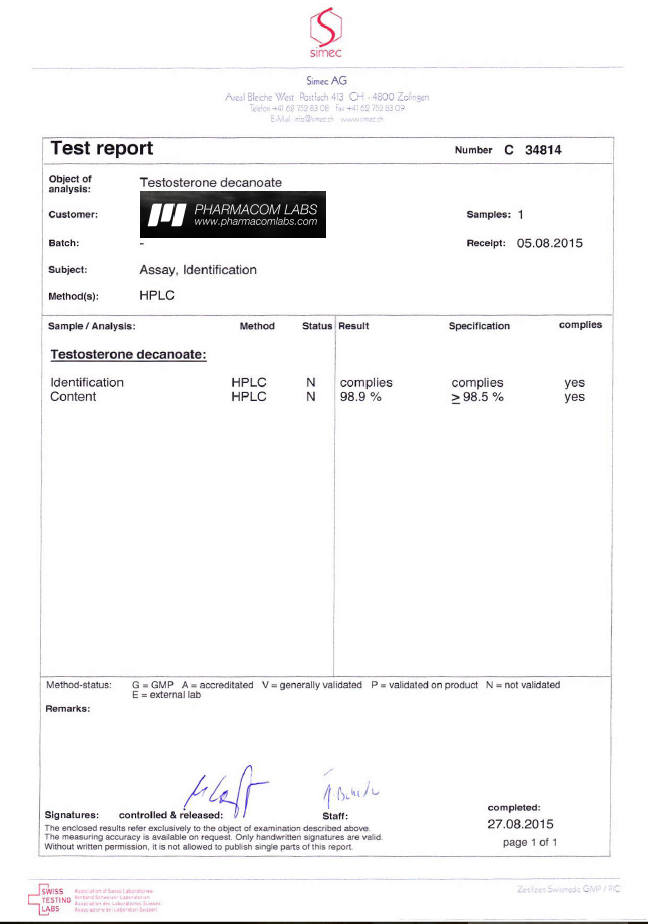 simec
Simec AG
Areal Bleiche West Postfach 413 CH - 4800 Zofingen
Telefon +41 62 752 83 08 Fax +41 62 752 83 09
E-Mail info@simec.ch www.simec.ch
Test report
Number C 34814
Object of analysis: Testosterone decanoate
Customer: PHARMACOM LABS
www.pharmacomlabs.com
Samples: 1
Batch: -
Receipt: 05.08.2015
Subject: Assay, Identification
Method(s): HPLC
Sample / Analysis: Method Status Result Specification complies
Testosterone decanoate:
Identification HPLC N complies complies yes
Content HPLC N 98.9 % ≥ 98.5 % yes
Method-status: G = GMP A = accreditated V = generally validated P = validated on product N = not validated
E = external lab
Remarks:
Signatures: controlled & released: Staff:
completed:
27.08.2015
The enclosed results refer exclusively to the object of examination described above.
The measuring accuracy is available on request. Only handwritten signatures are valid.
Without written permission, it is not allowed to publish single parts of this report.
page 1 of 1
SWISS
TESTING
LABS
Association of Swiss Laboratories
Verband Schweizer Laboratorien
Association des Laboratoires Suisses
Associazione dei Laboratori Svizzeri
Zertifiziert Swissmedic GMP / PIC